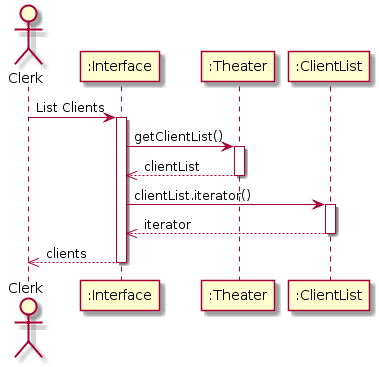 Clerk
:Interface
:Theater
:ClientList
List Clients
getClientList()
clientList
clientList.iterator()
iterator
clients
Clerk
:Interface
:Theater
:ClientList